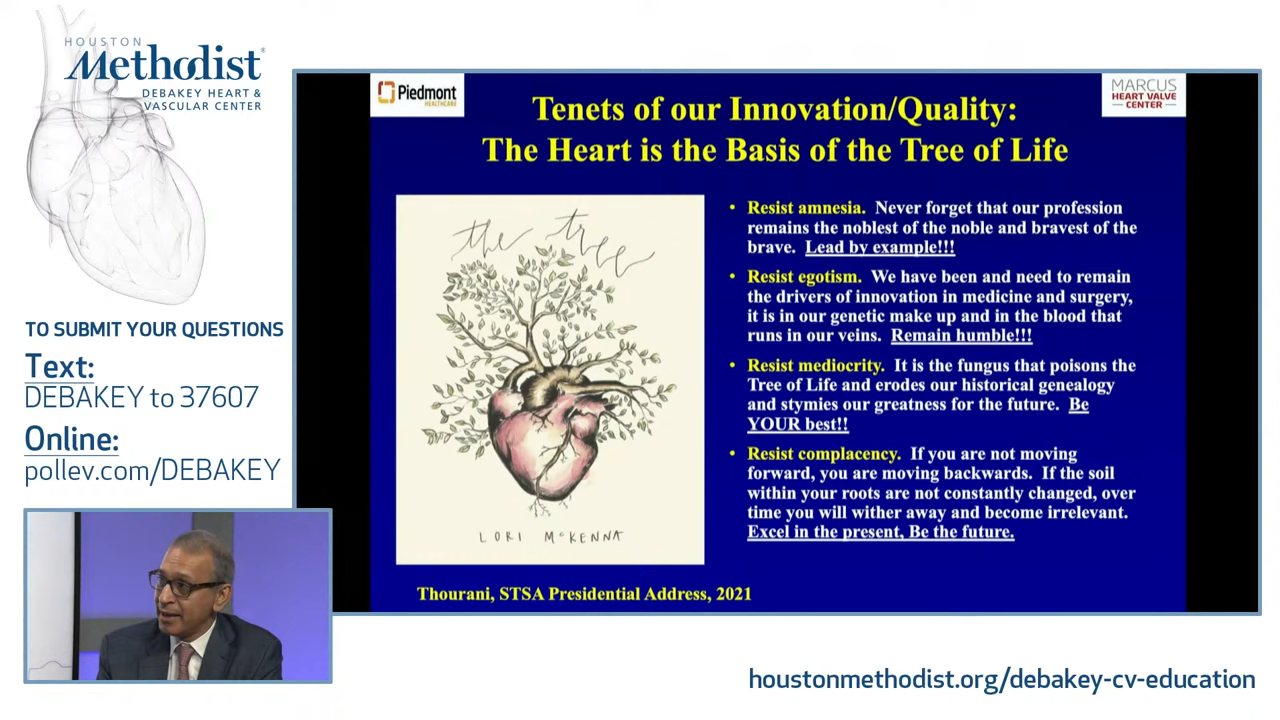 HOUSTON
Methodist®
DEBAKEY HEART &
VASCULAR CENTER
TO SUBMIT YOUR QUESTIONS
Text:
DEBAKEY to 37607
Online:
pollev.com/DEBAKEY
Piedmont
HEALTHCARE
MARCUS
HEART VALVE
CENTER
Tenets of our Innovation/Quality:
The Heart is the Basis of the Tree of Life
the tree
LORI McKENNA
• Resist amnesia. Never forget that our profession
remains the noblest of the noble and bravest of the
brave. Lead by example!!!
• Resist egotism. We have been and need to remain
the drivers of innovation in medicine and surgery,
it is in our genetic make up and in the blood that
runs in our veins. Remain humble!!!
• Resist mediocrity. It is the fungus that poisons the
Tree of Life and erodes our historical genealogy
and stymies our greatness for the future. Be
YOUR best!!
• Resist complacency. If you are not moving
forward, you are moving backwards. If the soil
within your roots are not constantly changed, over
time you will wither away and become irrelevant.
Excel in the present, Be the future.
Thourani, STSA Presidential Address, 2021
houstonmethodist.org/debakey-cv-education